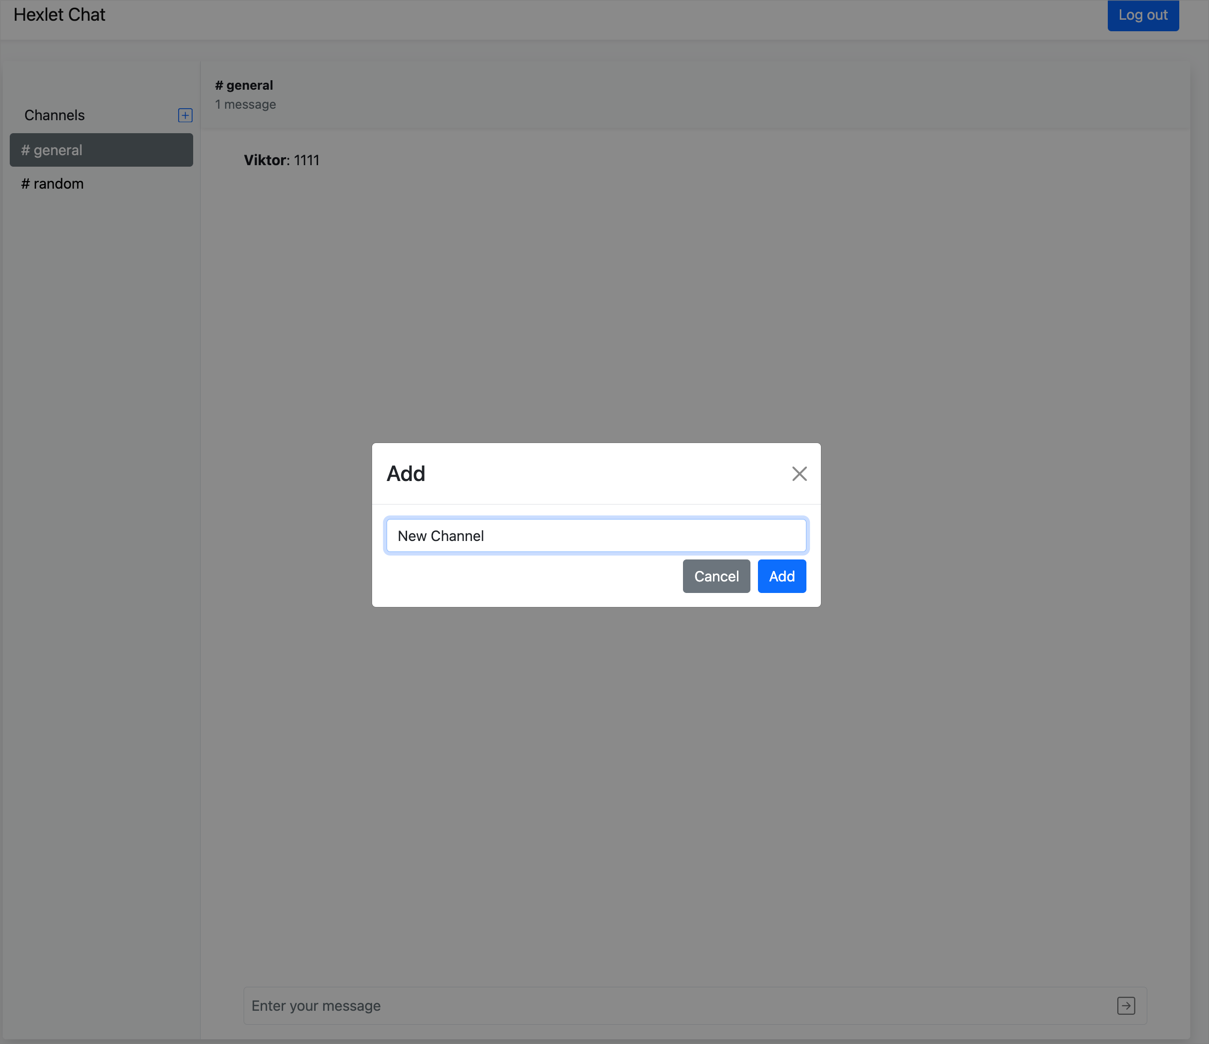 Hexlet Chat
Log out
Channels
# general
# random
# general
1 message
Viktor: 1111
Add
New Channel
Cancel
Add
Enter your message